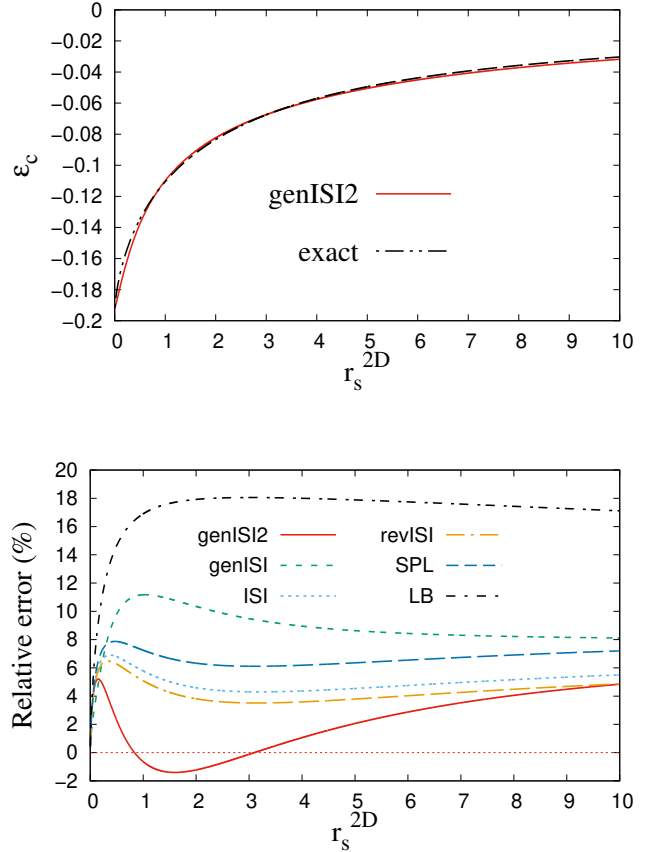 0
−0.02
−0.04
−0.06
−0.08
−0.1
−0.12
−0.14
−0.16
−0.18
−0.2
ε_c
genISI2
exact
0 1 2 3 4 5 6 7 8 9 10
r_s^2D
20
18
16
14
12
10
8
6
4
2
0
−2
Relative error (%)
genISI2 revISI
genISI SPL
ISI LB
0 1 2 3 4 5 6 7 8 9 10
r_s^2D